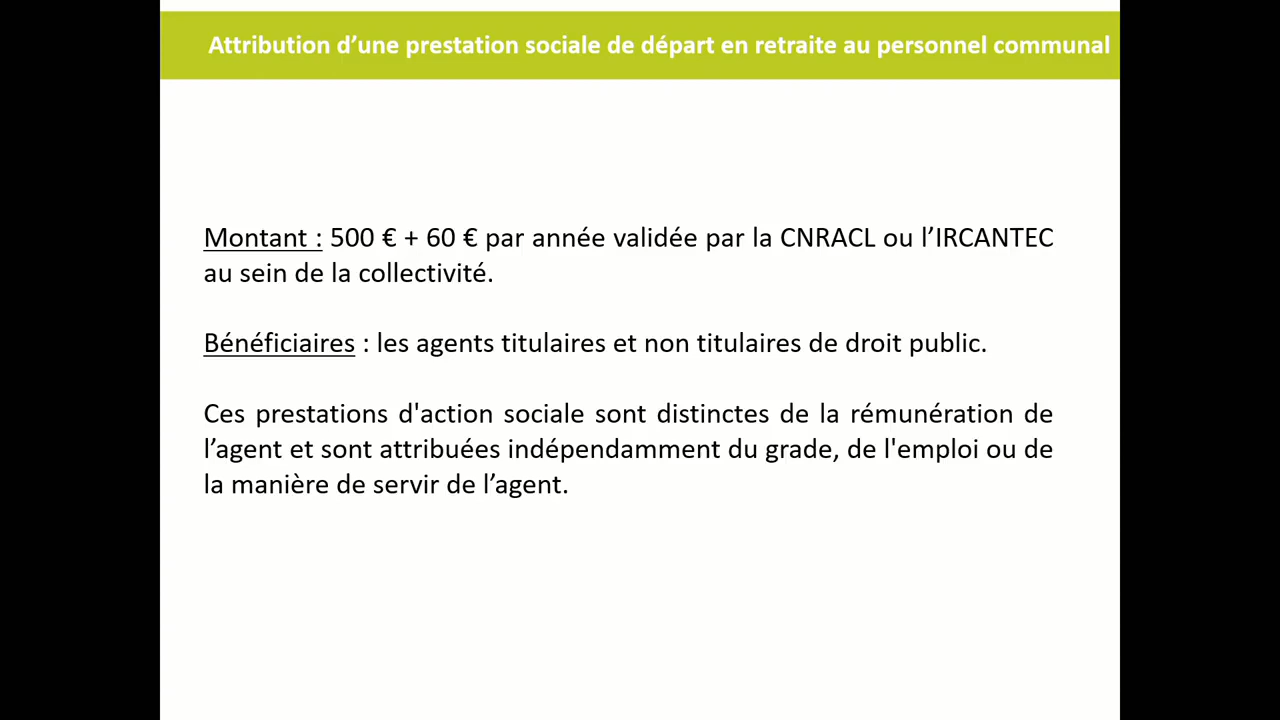 Attribution d’une prestation sociale de départ en retraite au personnel communal
Montant : 500 € + 60 € par année validée par la CNRACL ou l’IRCANTEC
au sein de la collectivité.
Bénéficiaires : les agents titulaires et non titulaires de droit public.
Ces prestations d'action sociale sont distinctes de la rémunération de
l’agent et sont attribuées indépendamment du grade, de l'emploi ou de
la manière de servir de l’agent.